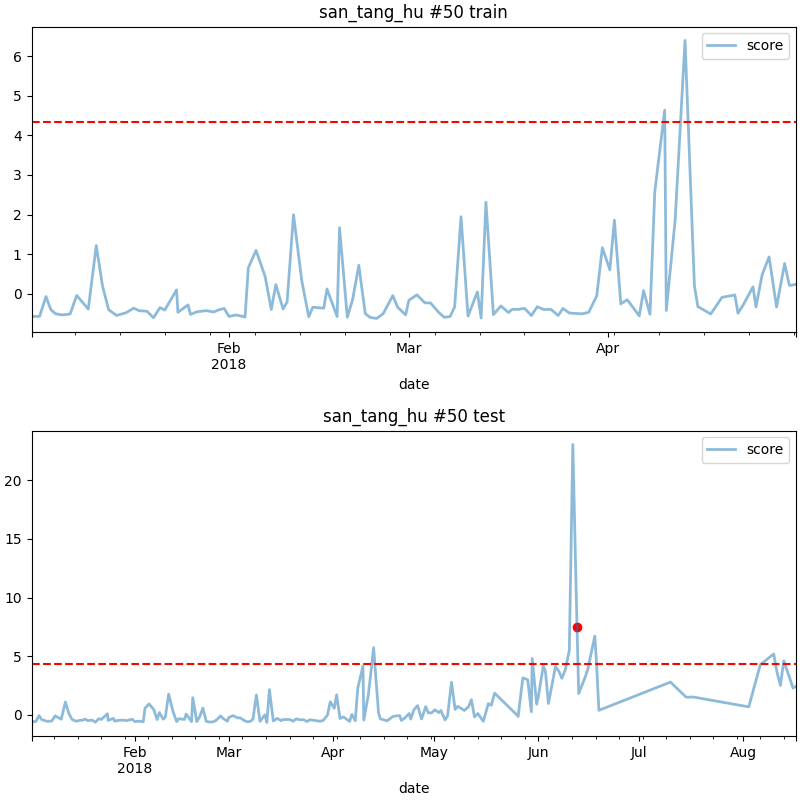 san_tang_hu #50 train
score
6
5
4
3
2
1
0
Feb
2018
Mar
Apr
date
san_tang_hu #50 test
score
20
15
10
5
0
Feb
2018
Mar
Apr
May
Jun
Jul
Aug
date